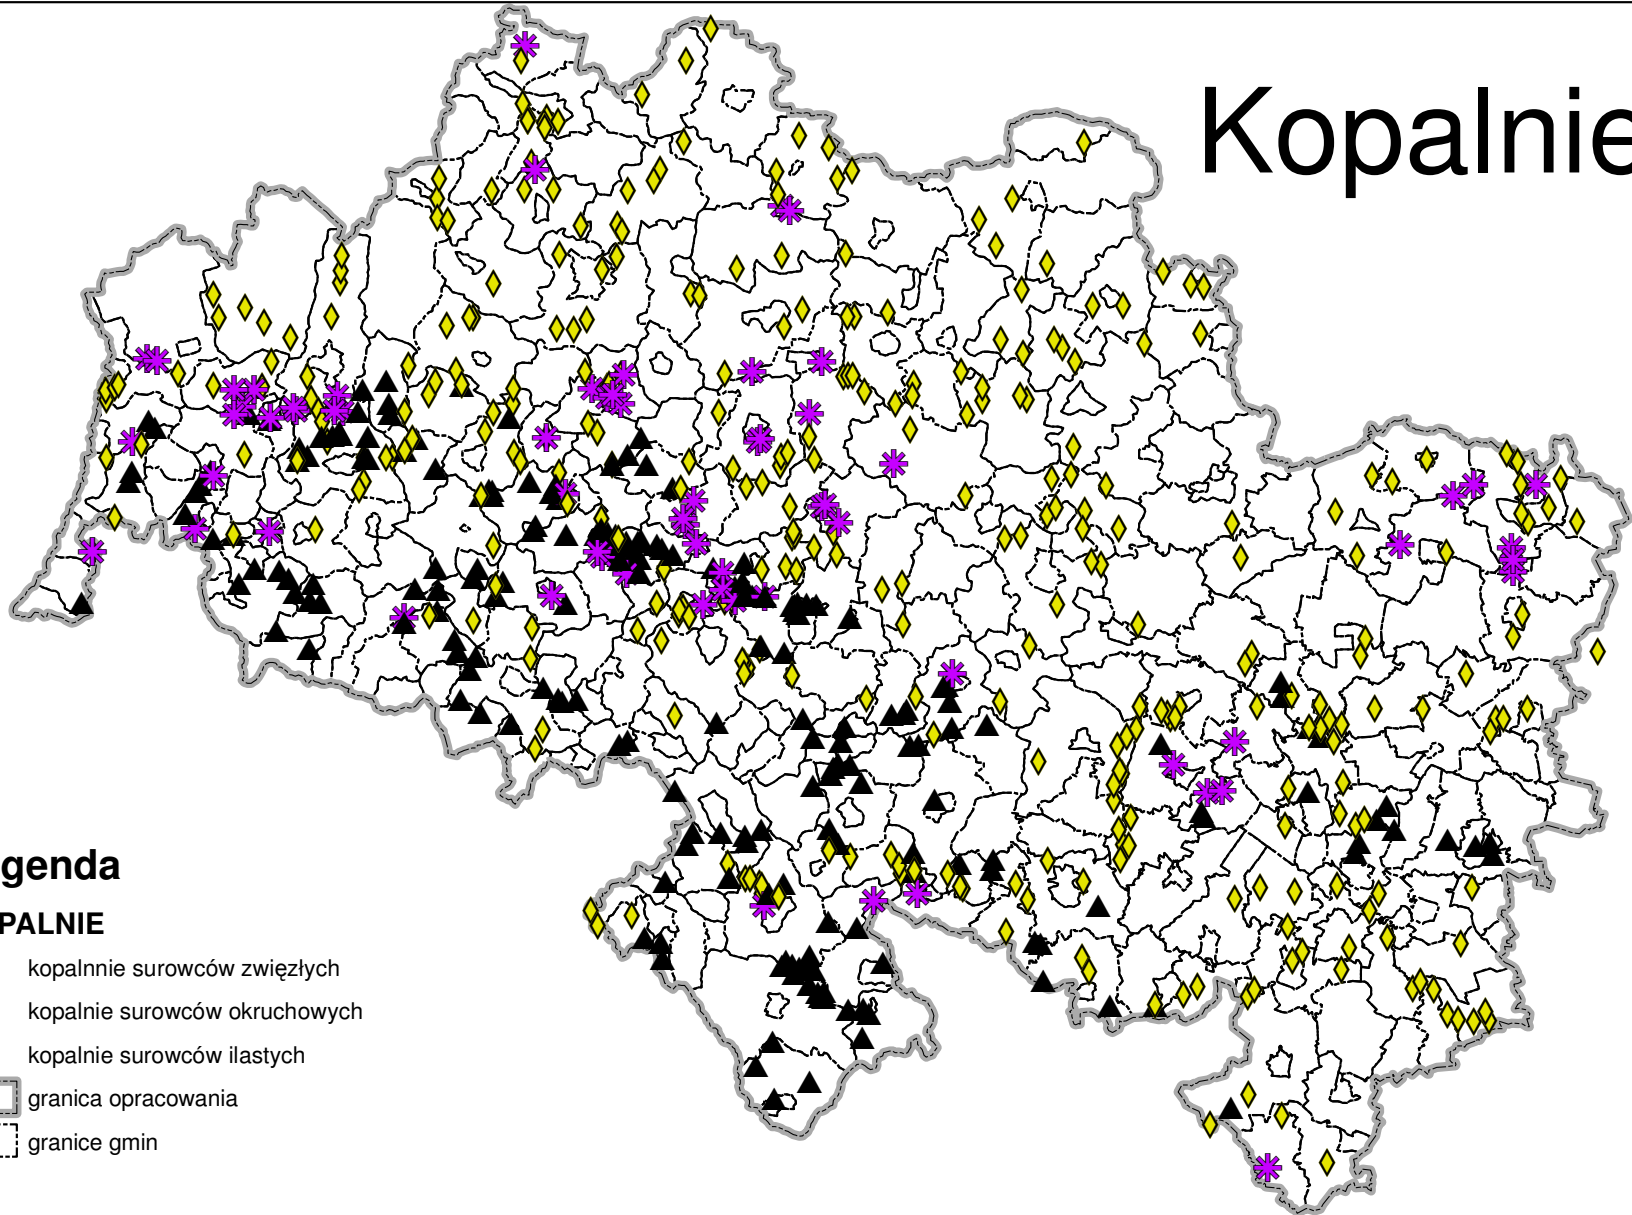 Kopalnie
genda
PALNIE
kopalnnie surowców zwięzłych
kopalnie surowców okruchowych
kopalnie surowców ilastych
granica opracowania
granice gmin